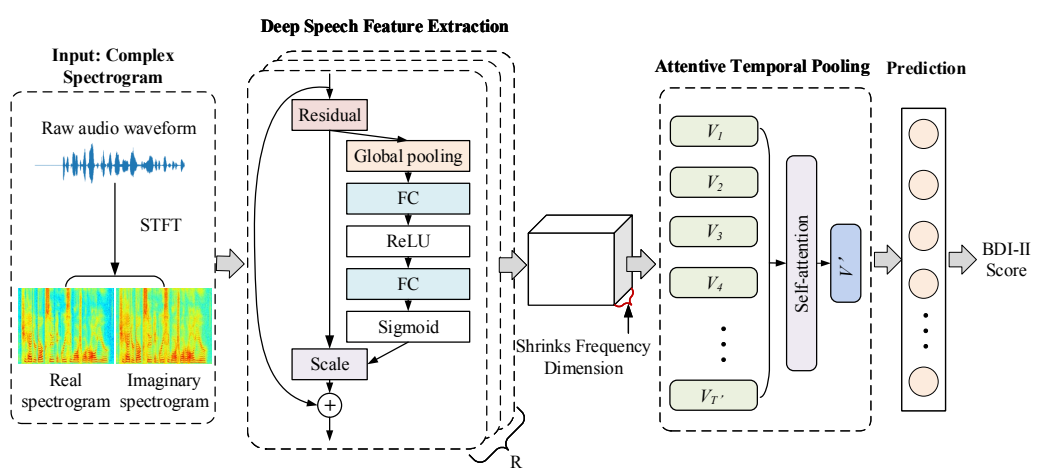 Input: Complex
Spectrogram
Raw audio waveform
STFT
Real
spectrogram
Imaginary
spectrogram
Deep Speech Feature Extraction
Residual
Global pooling
FC
ReLU
FC
Sigmoid
Scale
+
R
Shrinks Frequency
Dimension
Attentive Temporal Pooling
V1
V2
V3
V4
VT'
Self-attention
V'
Prediction
BDI-II
Score